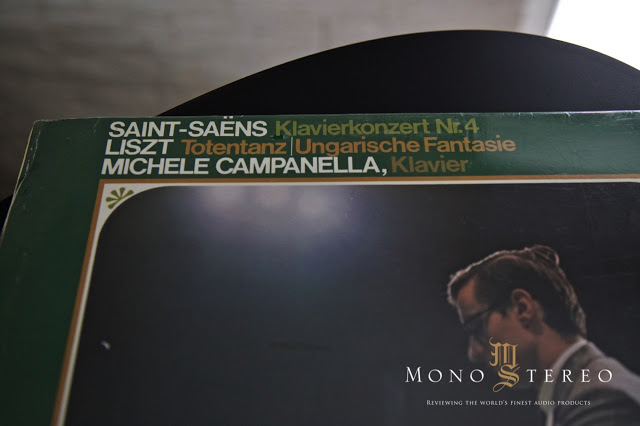 SAINT-SAËNS Klavierkonzert Nr.4
LISZT Totentanz|Ungarische Fantasie
MICHELE CAMPANELLA, Klavier
MONO STEREO
REVIEWING THE WORLD'S FINEST AUDIO PRODUCTS